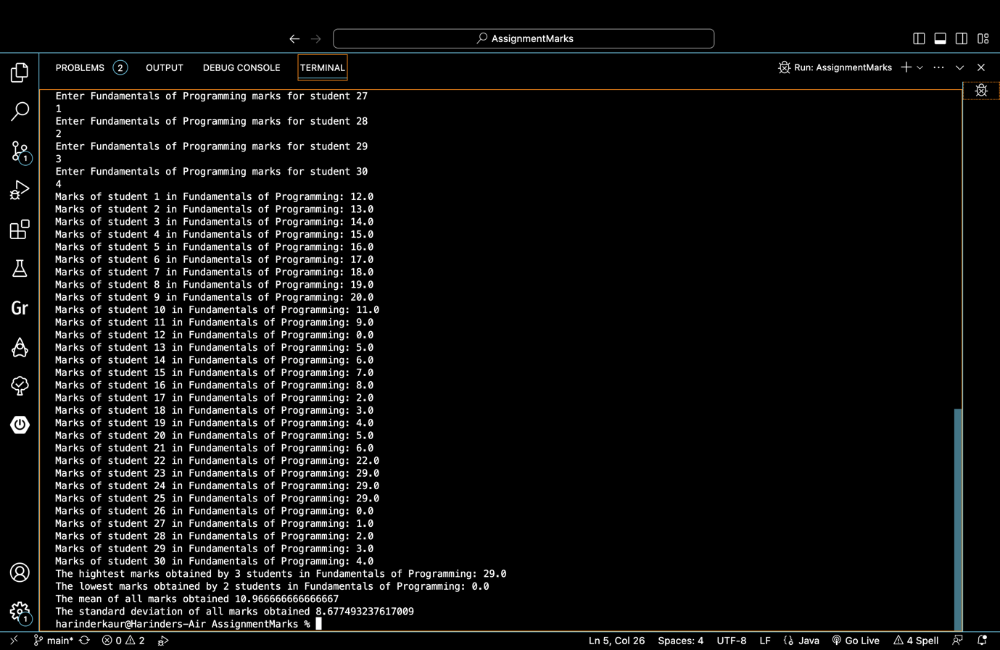 AssignmentMarks
PROBLEMS 2 OUTPUT DEBUG CONSOLE TERMINAL Run: AssignmentMarks
Enter Fundamentals of Programming marks for student 27
1
Enter Fundamentals of Programming marks for student 28
2
Enter Fundamentals of Programming marks for student 29
3
Enter Fundamentals of Programming marks for student 30
4
Marks of student 1 in Fundamentals of Programming: 12.0
Marks of student 2 in Fundamentals of Programming: 13.0
Marks of student 3 in Fundamentals of Programming: 14.0
Marks of student 4 in Fundamentals of Programming: 15.0
Marks of student 5 in Fundamentals of Programming: 16.0
Marks of student 6 in Fundamentals of Programming: 17.0
Marks of student 7 in Fundamentals of Programming: 18.0
Marks of student 8 in Fundamentals of Programming: 19.0
Marks of student 9 in Fundamentals of Programming: 20.0
Marks of student 10 in Fundamentals of Programming: 11.0
Marks of student 11 in Fundamentals of Programming: 9.0
Marks of student 12 in Fundamentals of Programming: 0.0
Marks of student 13 in Fundamentals of Programming: 5.0
Marks of student 14 in Fundamentals of Programming: 6.0
Marks of student 15 in Fundamentals of Programming: 7.0
Marks of student 16 in Fundamentals of Programming: 8.0
Marks of student 17 in Fundamentals of Programming: 2.0
Marks of student 18 in Fundamentals of Programming: 3.0
Marks of student 19 in Fundamentals of Programming: 4.0
Marks of student 20 in Fundamentals of Programming: 5.0
Marks of student 21 in Fundamentals of Programming: 6.0
Marks of student 22 in Fundamentals of Programming: 22.0
Marks of student 23 in Fundamentals of Programming: 29.0
Marks of student 24 in Fundamentals of Programming: 29.0
Marks of student 25 in Fundamentals of Programming: 29.0
Marks of student 26 in Fundamentals of Programming: 0.0
Marks of student 27 in Fundamentals of Programming: 1.0
Marks of student 28 in Fundamentals of Programming: 2.0
Marks of student 29 in Fundamentals of Programming: 3.0
Marks of student 30 in Fundamentals of Programming: 4.0
The hightest marks obtained by 3 students in Fundamentals of Programming: 29.0
The lowest marks obtained by 2 students in Fundamentals of Programming: 0.0
The mean of all marks obtained 10.966666666666667
The standard deviation of all marks obtained 8.677493237617009
harinderkaur@Harinders-Air AssignmentMarks %
1
Gr
1
main* 0 2 Ln 5, Col 26 Spaces: 4 UTF-8 LF Java Go Live 4 Spell